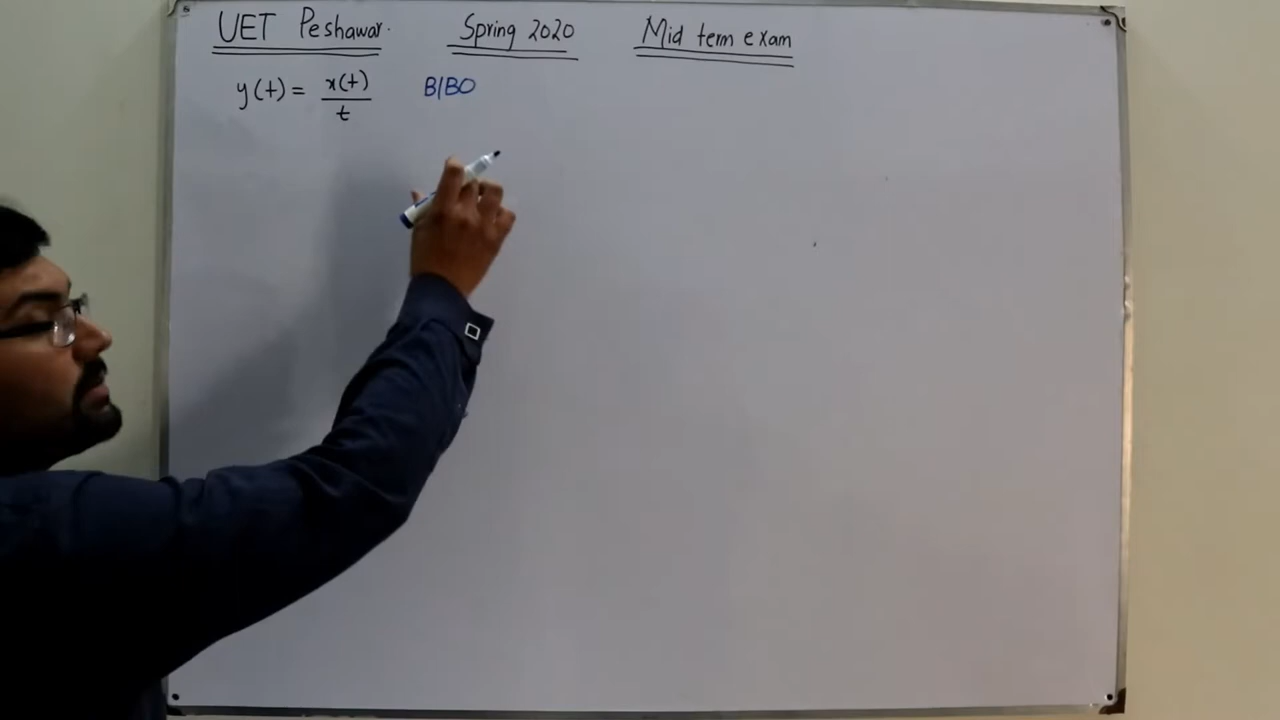 UET Peshawar. Spring 2020 Mid term exam
y(t) = x(t)/t BIBO